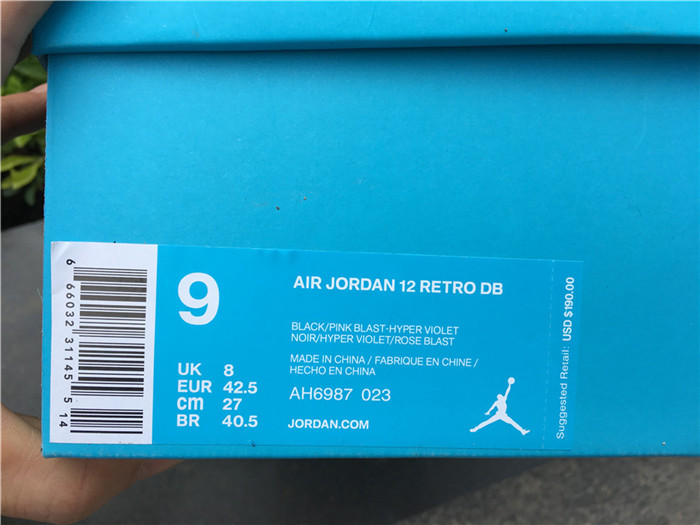 6 66032 31145 5 14
9
UK 8
EUR 42.5
cm 27
BR 40.5
AIR JORDAN 12 RETRO DB
BLACK/PINK BLAST-HYPER VIOLET
NOIR/HYPER VIOLET/ROSE BLAST
MADE IN CHINA / FABRIQUE EN CHINE /
HECHO EN CHINA
AH6987 023
JORDAN.COM
Suggested Retail: USD $190.00